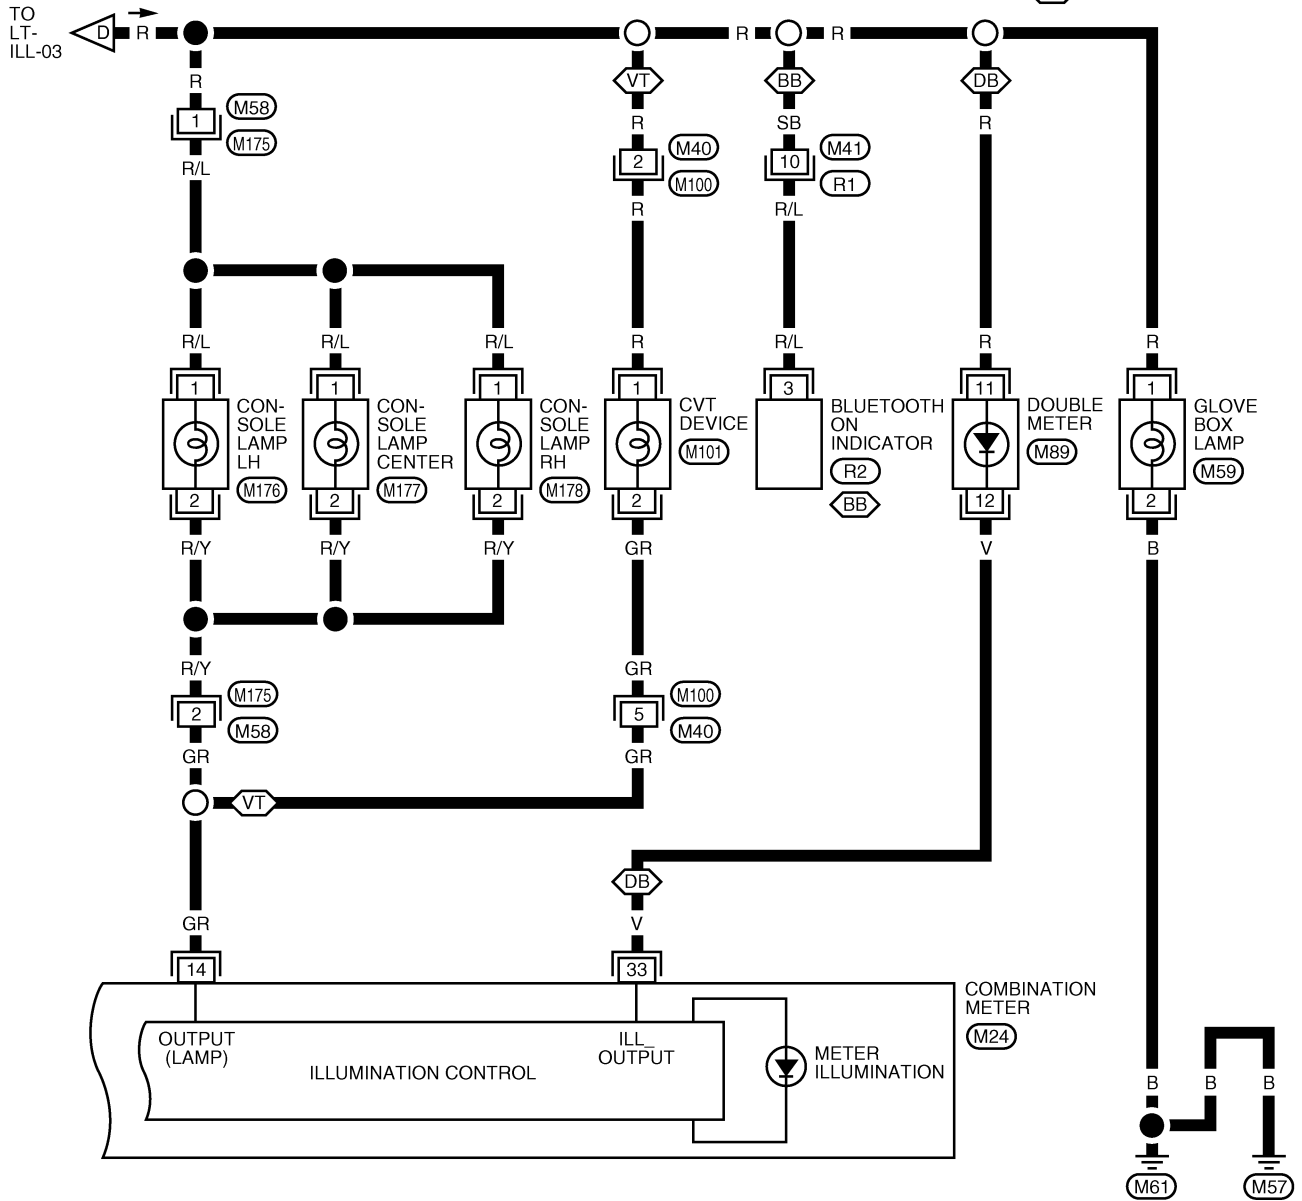 TO
LT-
ILL-03
D
R
R
R
R
1
M58
M175
R/L
VT
R
2
M40
M100
R
BB
SB
10
M41
R1
R/L
DB
R
R/L
R/L
R/L
R
R/L
R
R
1
1
1
1
3
11
1
CON-
SOLE
LAMP
LH
M176
CON-
SOLE
LAMP
CENTER
M177
CON-
SOLE
LAMP
RH
M178
CVT
DEVICE
M101
BLUETOOTH
ON
INDICATOR
R2
BB
DOUBLE
METER
M89
GLOVE
BOX
LAMP
M59
2
2
2
2
12
2
R/Y
R/Y
R/Y
GR
V
B
R/Y
2
M175
M58
GR
GR
5
M100
M40
GR
VT
DB
GR
V
14
33
COMBINATION
METER
M24
OUTPUT
(LAMP)
ILL_
OUTPUT
ILLUMINATION CONTROL
METER
ILLUMINATION
B
B
B
M61
M57